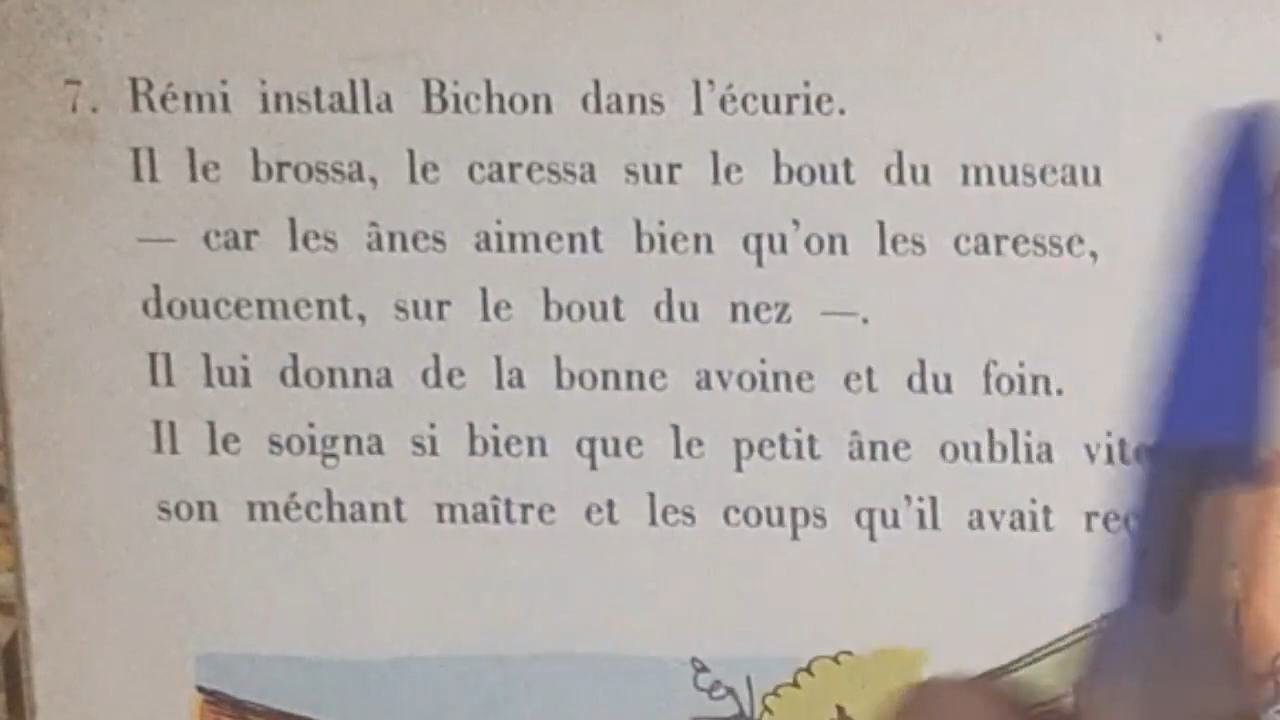 7. Rémi installa Bichon dans l'écurie.
Il le brossa, le caressa sur le bout du museau
— car les ânes aiment bien qu'on les caresse,
doucement, sur le bout du nez —.
Il lui donna de la bonne avoine et du foin.
Il le soigna si bien que le petit âne oublia vite
son méchant maître et les coups qu'il avait